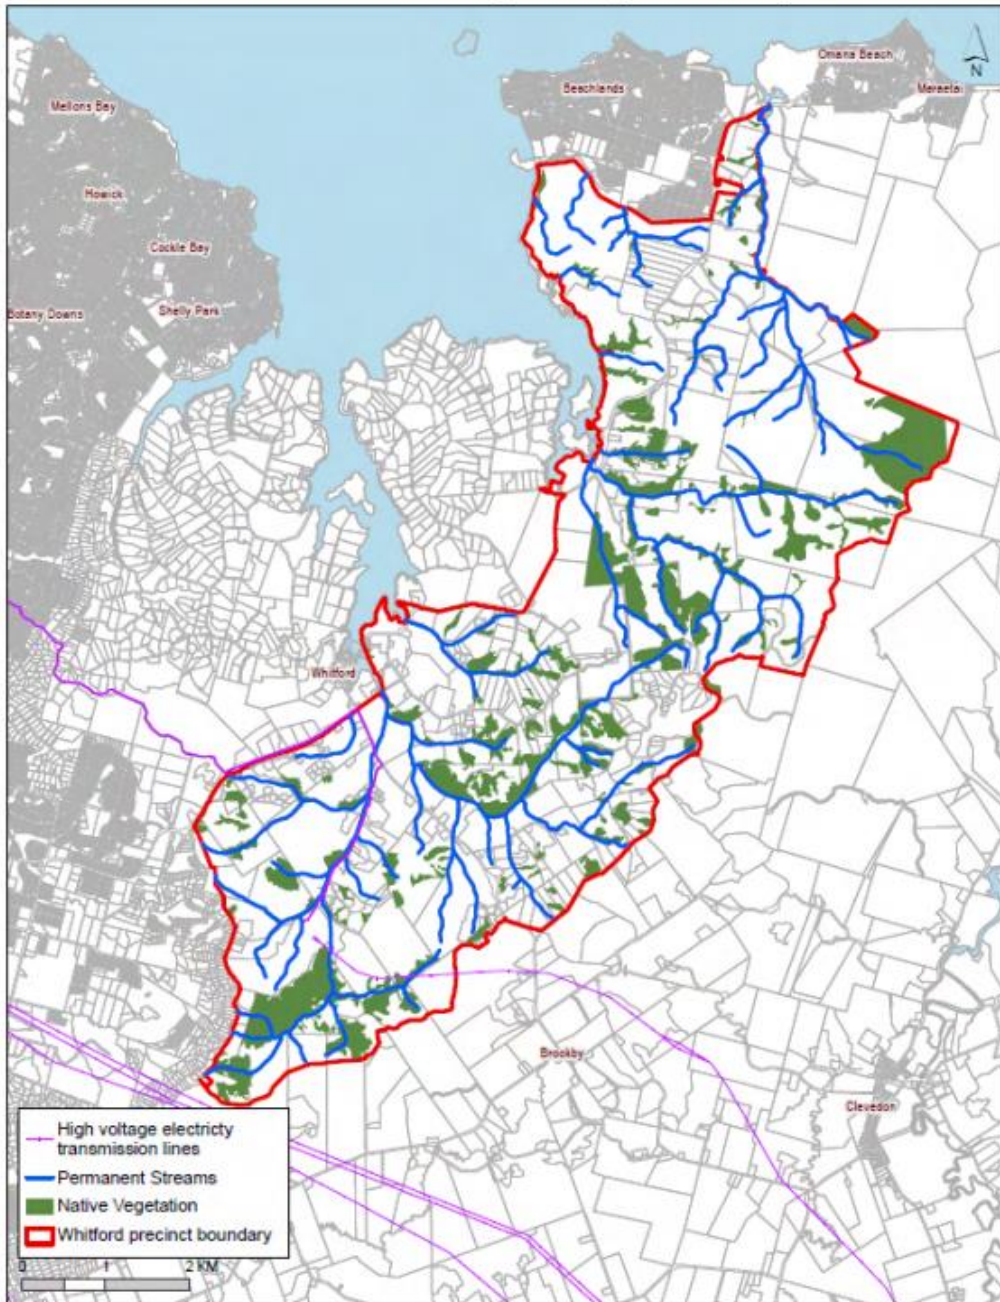 Omana Beach
N
Beachlands
Maraetai
Mellons Bay
Howick
Cockle Bay
Botany Downs
Shelly Park
Whitford
Brookby
Clevedon
High voltage electricty
transmission lines
Permanent Streams
Native Vegetation
Whitford precinct boundary
0 1 2 KM